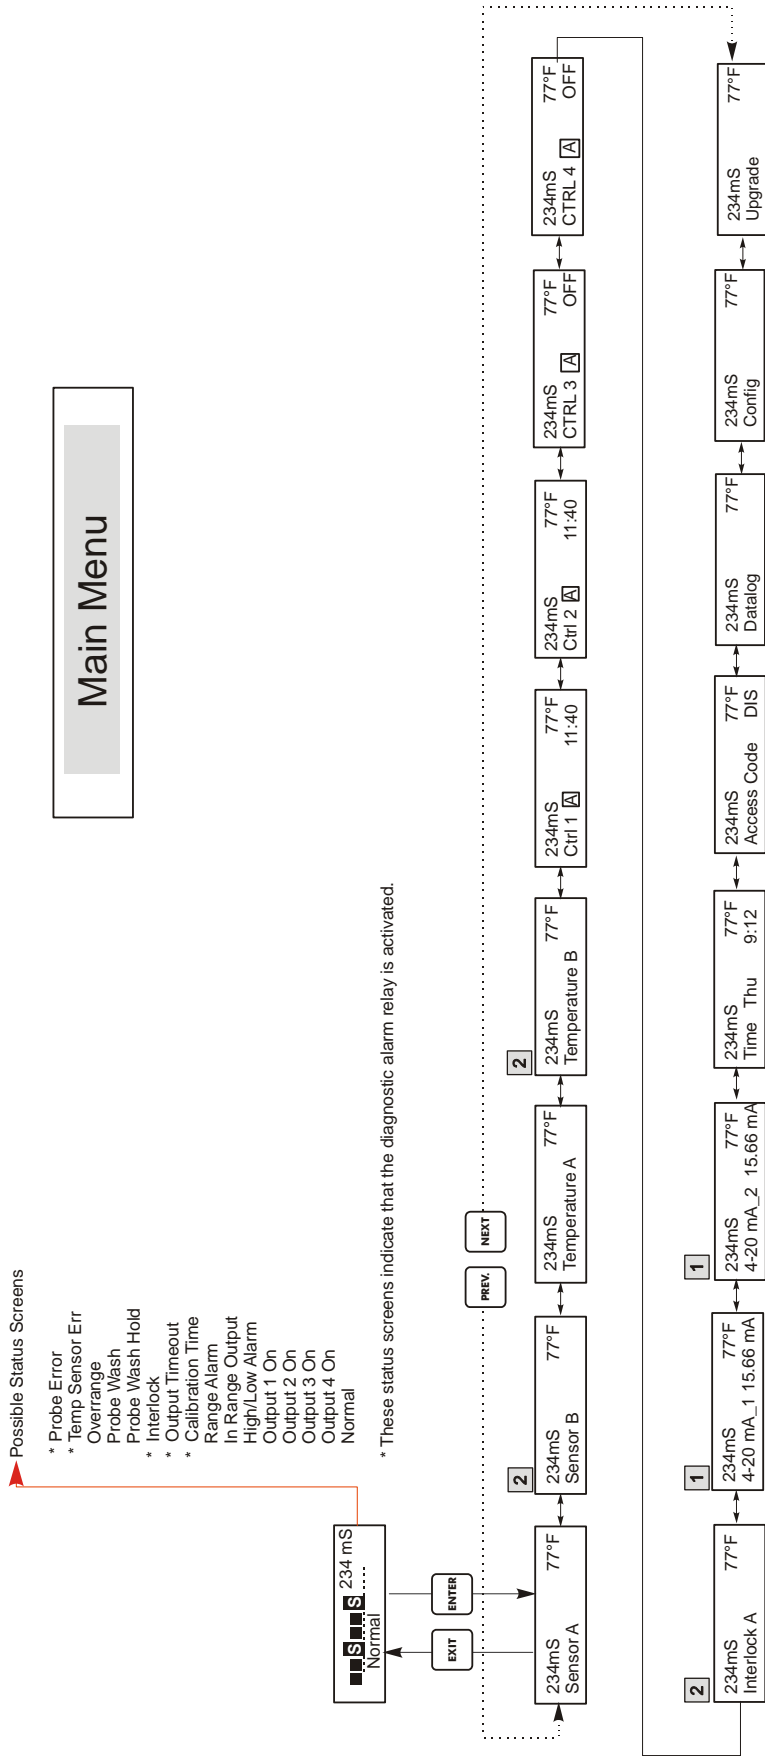 Main Menu
Possible Status Screens
* Probe Error
* Temp Sensor Err
Overrange
Probe Wash
Probe Wash Hold
* Interlock
* Output Timeout
* Calibration Time
Range Alarm
In Range Output
High/Low Alarm
Output 1 On
Output 2 On
Output 3 On
Output 4 On
Normal
* These status screens indicate that the diagnostic alarm relay is activated.
S S 234 mS
Normal
EXIT
ENTER
PREV.
NEXT
234mS 77°F
Sensor A
2
234mS 77°F
Sensor B
234mS 77°F
Temperature A
2
234mS 77°F
Temperature B
234mS 77°F
Ctrl 1 A 11:40
234mS 77°F
Ctrl 2 A 11:40
234mS 77°F
CTRL 3 A OFF
234mS 77°F
CTRL 4 A OFF
2
234mS 77°F
Interlock A
1
234mS 77°F
4-20 mA_1 15.66 mA
1
234mS 77°F
4-20 mA_2 15.66 mA
234mS 77°F
Time Thu 9:12
234mS 77°F
Access Code DIS
234mS 77°F
Datalog
234mS 77°F
Config
234mS 77°F
Upgrade